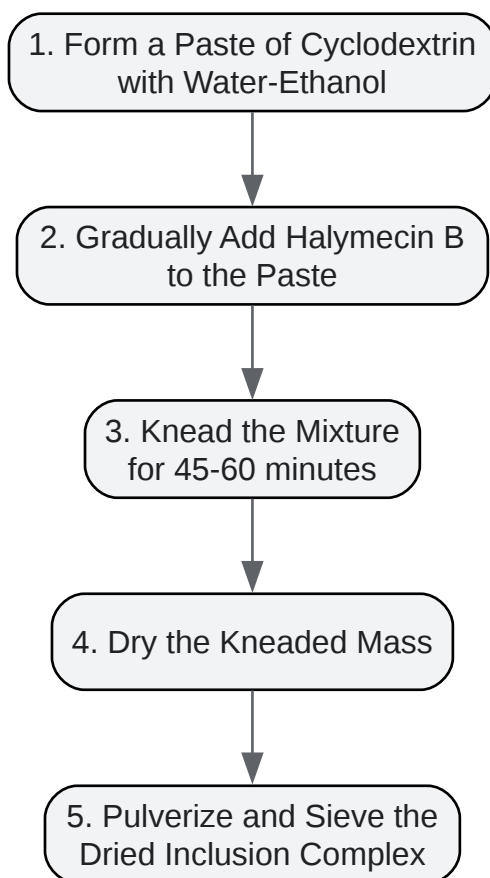 1. Form a Paste of Cyclodextrin
with Water-Ethanol
2. Gradually Add Halymecin B
to the Paste
3. Knead the Mixture
for 45-60 minutes
4. Dry the Kneaded Mass
5. Pulverize and Sieve the
Dried Inclusion Complex